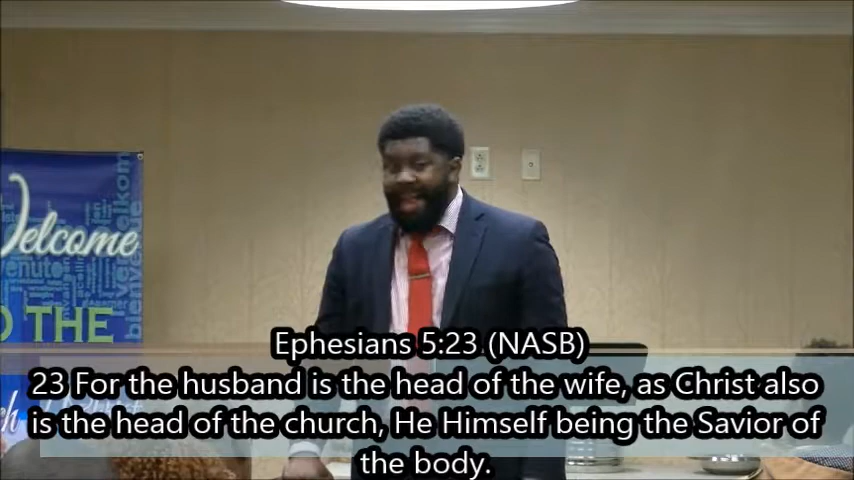 Welcome
THE
Ephesians 5:23 (NASB)
23 For the husband is the head of the wife, as Christ also
is the head of the church, He Himself being the Savior of
the body.